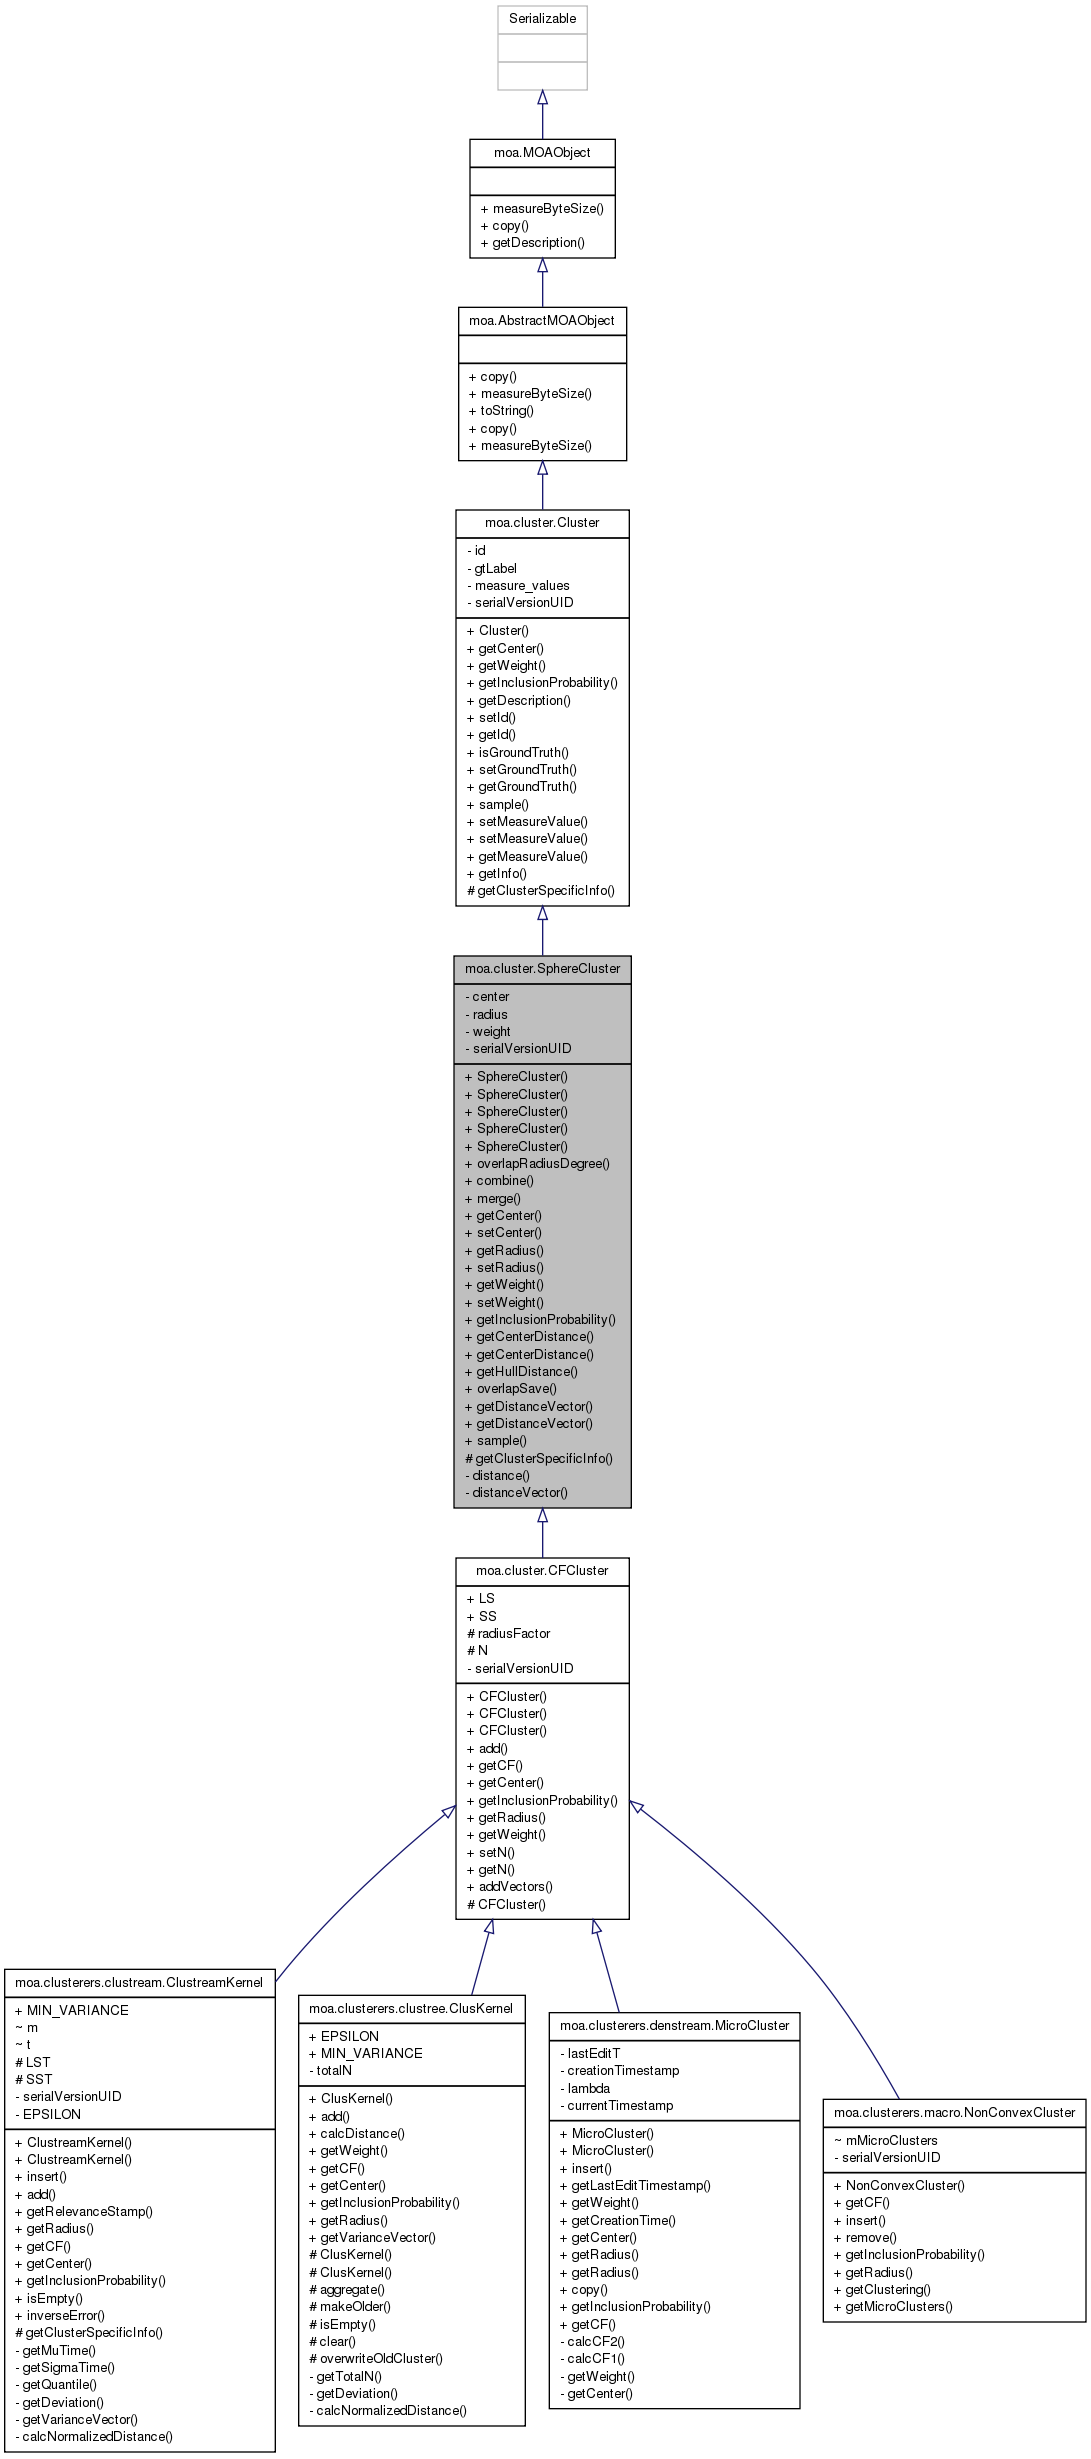 Serializable
moa.MOAObject
+ measureByteSize()
+ copy()
+ getDescription()
moa.AbstractMOAObject
+ copy()
+ measureByteSize()
+ toString()
+ copy()
+ measureByteSize()
moa.cluster.Cluster
- id
- gtLabel
- measure_values
- serialVersionUID
+ Cluster()
+ getCenter()
+ getWeight()
+ getInclusionProbability()
+ getDescription()
+ setId()
+ getId()
+ isGroundTruth()
+ setGroundTruth()
+ getGroundTruth()
+ sample()
+ setMeasureValue()
+ setMeasureValue()
+ getMeasureValue()
+ getInfo()
# getClusterSpecificInfo()
moa.cluster.SphereCluster
- center
- radius
- weight
- serialVersionUID
+ SphereCluster()
+ SphereCluster()
+ SphereCluster()
+ SphereCluster()
+ SphereCluster()
+ overlapRadiusDegree()
+ combine()
+ merge()
+ getCenter()
+ setCenter()
+ getRadius()
+ setRadius()
+ getWeight()
+ setWeight()
+ getInclusionProbability()
+ getCenterDistance()
+ getCenterDistance()
+ getHullDistance()
+ overlapSave()
+ getDistanceVector()
+ getDistanceVector()
+ sample()
# getClusterSpecificInfo()
- distance()
- distanceVector()
moa.cluster.CFCluster
+ LS
+ SS
# radiusFactor
# N
- serialVersionUID
+ CFCluster()
+ CFCluster()
+ CFCluster()
+ add()
+ getCF()
+ getCenter()
+ getInclusionProbability()
+ getRadius()
+ getWeight()
+ setN()
+ getN()
+ addVectors()
# CFCluster()
moa.clusterers.clustream.ClustreamKernel
+ MIN_VARIANCE
~ m
~ t
# LST
# SST
- serialVersionUID
- EPSILON
+ ClustreamKernel()
+ ClustreamKernel()
+ insert()
+ add()
+ getRelevanceStamp()
+ getRadius()
+ getCF()
+ getCenter()
+ getInclusionProbability()
+ isEmpty()
+ inverseError()
# getClusterSpecificInfo()
- getMuTime()
- getSigmaTime()
- getQuantile()
- getDeviation()
- getVarianceVector()
- calcNormalizedDistance()
moa.clusterers.clustree.ClusKernel
+ EPSILON
+ MIN_VARIANCE
- totalN
+ ClusKernel()
+ add()
+ calcDistance()
+ getWeight()
+ getCF()
+ getCenter()
+ getInclusionProbability()
+ getRadius()
+ getVarianceVector()
# ClusKernel()
# ClusKernel()
# aggregate()
# makeOlder()
# isEmpty()
# clear()
# overwriteOldCluster()
- getTotalN()
- getDeviation()
- calcNormalizedDistance()
moa.clusterers.denstream.MicroCluster
- lastEditT
- creationTimestamp
- lambda
- currentTimestamp
+ MicroCluster()
+ MicroCluster()
+ insert()
+ getLastEditTimestamp()
+ getWeight()
+ getCreationTime()
+ getCenter()
+ getRadius()
+ getRadius()
+ copy()
+ getInclusionProbability()
+ getCF()
- calcCF2()
- calcCF1()
- getWeight()
- getCenter()
moa.clusterers.macro.NonConvexCluster
~ mMicroClusters
- serialVersionUID
+ NonConvexCluster()
+ getCF()
+ insert()
+ remove()
+ getInclusionProbability()
+ getRadius()
+ getClustering()
+ getMicroClusters()